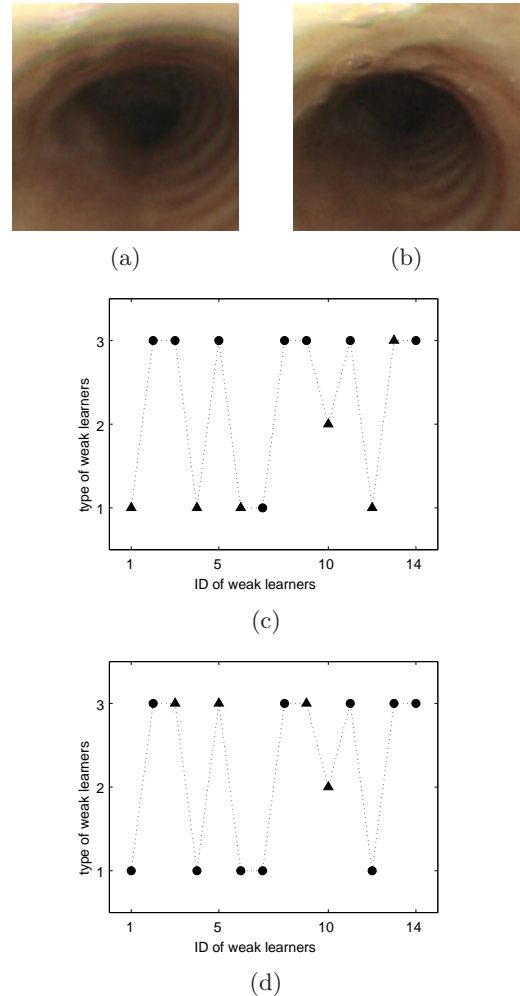 (a)
(b)
3
2
1
type of weak learners
1 5 10 14
ID of weak learners
(c)
3
2
1
type of weak learners
1 5 10 14
ID of weak learners
(d)